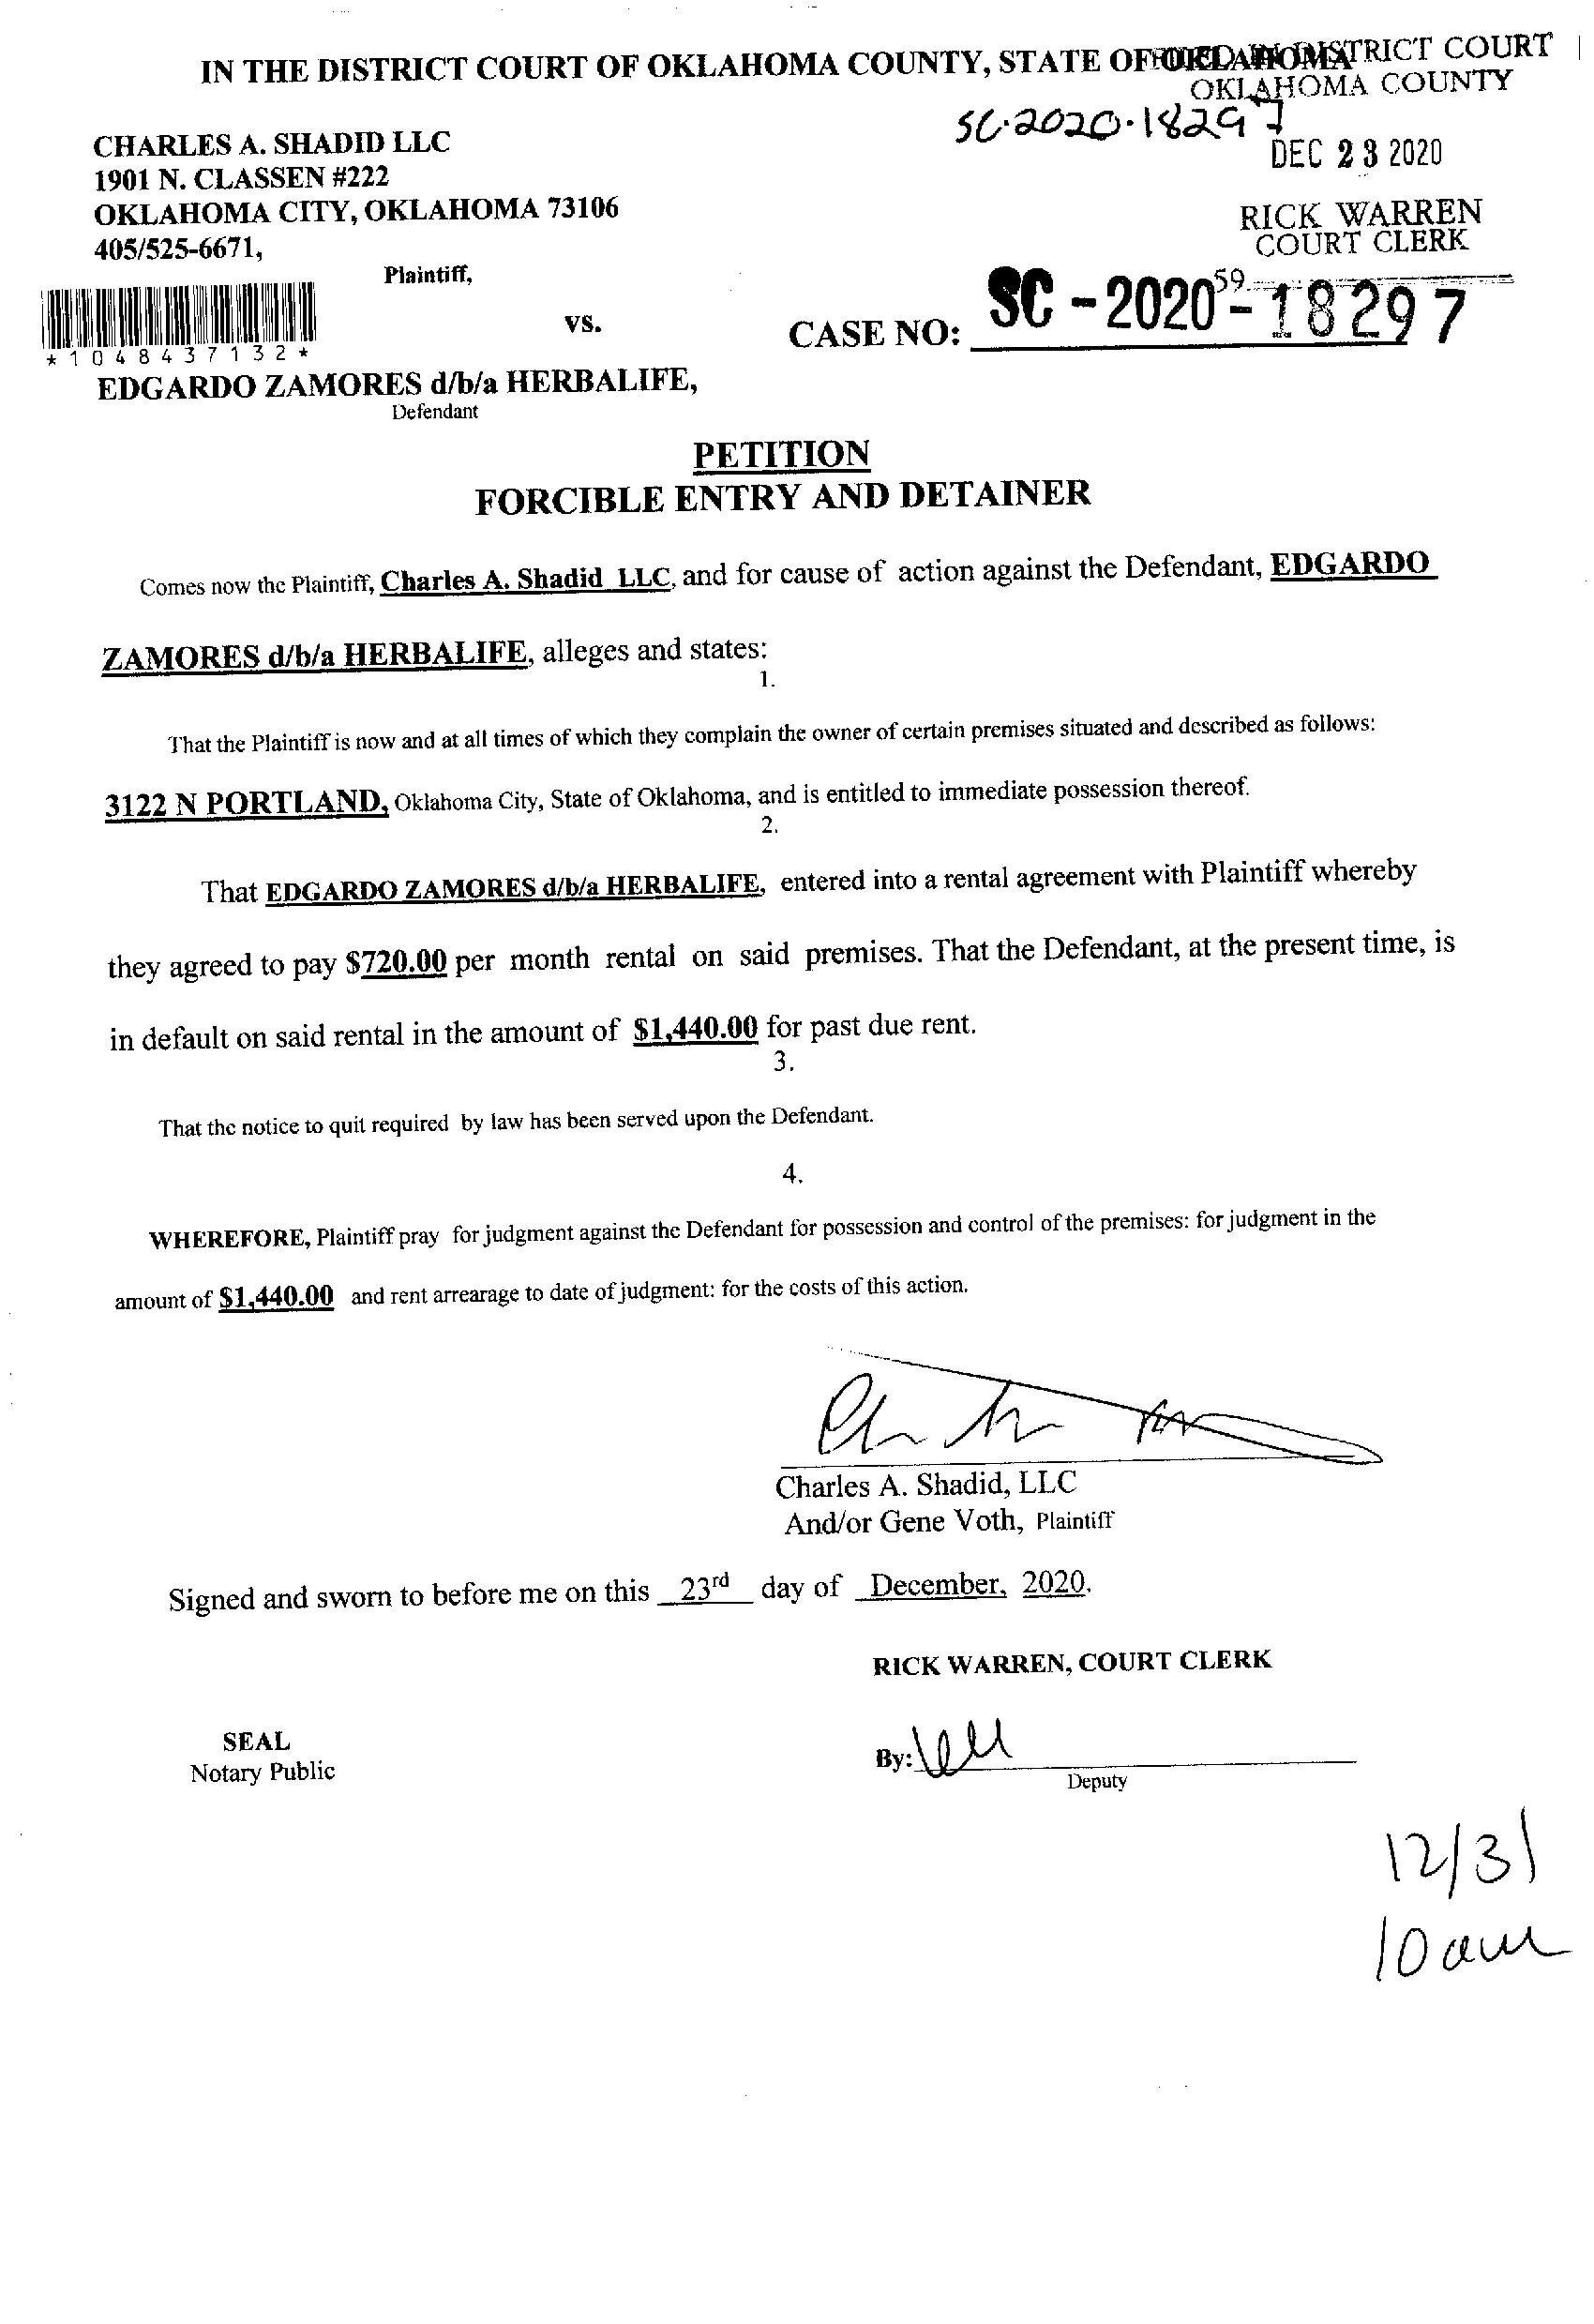 IN THE DISTRICT COURT OF OKLAHOMA COUNTY, STATE OF OKLAHOMA
FILED IN DISTRICT COURT
OKLAHOMA COUNTY
SC-2020-18297
DEC 23 2020
RICK WARREN
COURT CLERK
59
CHARLES A. SHADID LLC
1901 N. CLASSEN #222
OKLAHOMA CITY, OKLAHOMA 73106
405/525-6671,
Plaintiff,
vs.
CASE NO: SC-2020-18297
*1048437132*
EDGARDO ZAMORES d/b/a HERBALIFE,
Defendant
PETITION
FORCIBLE ENTRY AND DETAINER
Comes now the Plaintiff, Charles A. Shadid LLC, and for cause of action against the Defendant, EDGARDO
ZAMORES d/b/a HERBALIFE, alleges and states:
1.
That the Plaintiff is now and at all times of which they complain the owner of certain premises situated and described as follows:
3122 N PORTLAND, Oklahoma City, State of Oklahoma, and is entitled to immediate possession thereof.
2.
That EDGARDO ZAMORES d/b/a HERBALIFE, entered into a rental agreement with Plaintiff whereby
they agreed to pay $720.00 per month rental on said premises. That the Defendant, at the present time, is
in default on said rental in the amount of $1,440.00 for past due rent.
3.
That the notice to quit required by law has been served upon the Defendant.
4.
WHEREFORE, Plaintiff pray for judgment against the Defendant for possession and control of the premises: for judgment in the
amount of $1,440.00 and rent arrearage to date of judgment: for the costs of this action.
Charles A. Shadid, LLC
And/or Gene Voth, Plaintiff
Signed and sworn to before me on this 23rd day of December, 2020.
RICK WARREN, COURT CLERK
SEAL
Notary Public
By:
Deputy
12/31
10 am